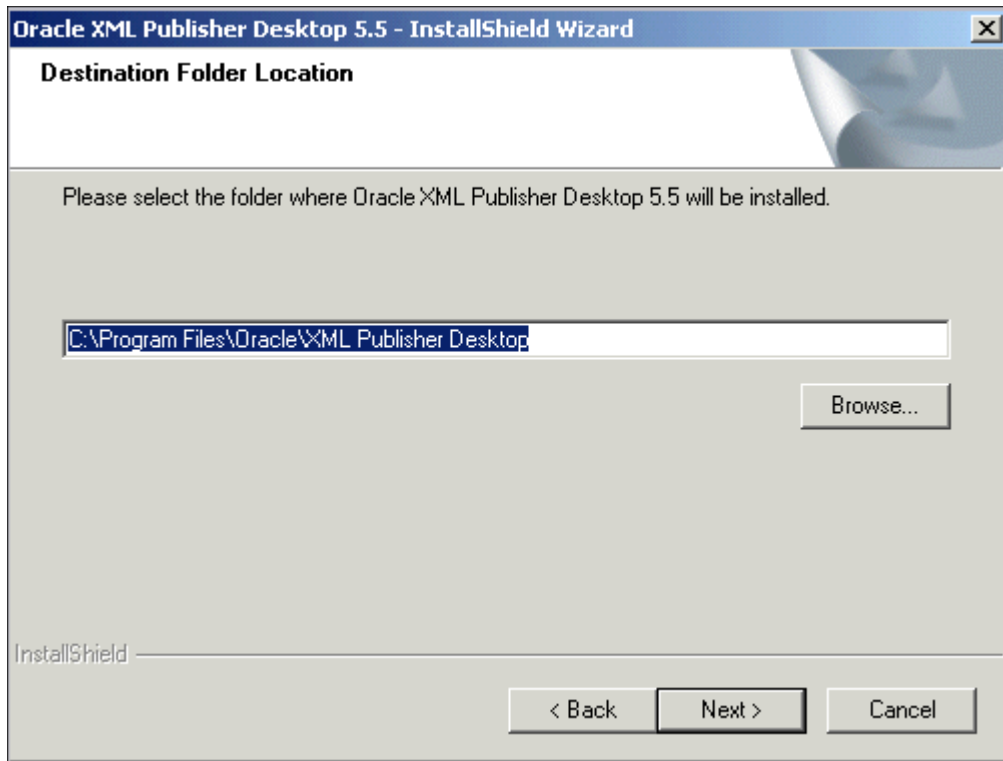 Oracle XML Publisher Desktop 5.5 - InstallShield Wizard
Destination Folder Location
Please select the folder where Oracle XML Publisher Desktop 5.5 will be installed.
C:\Program Files\Oracle\XML Publisher Desktop
Browse...
InstallShield
< Back Next > Cancel